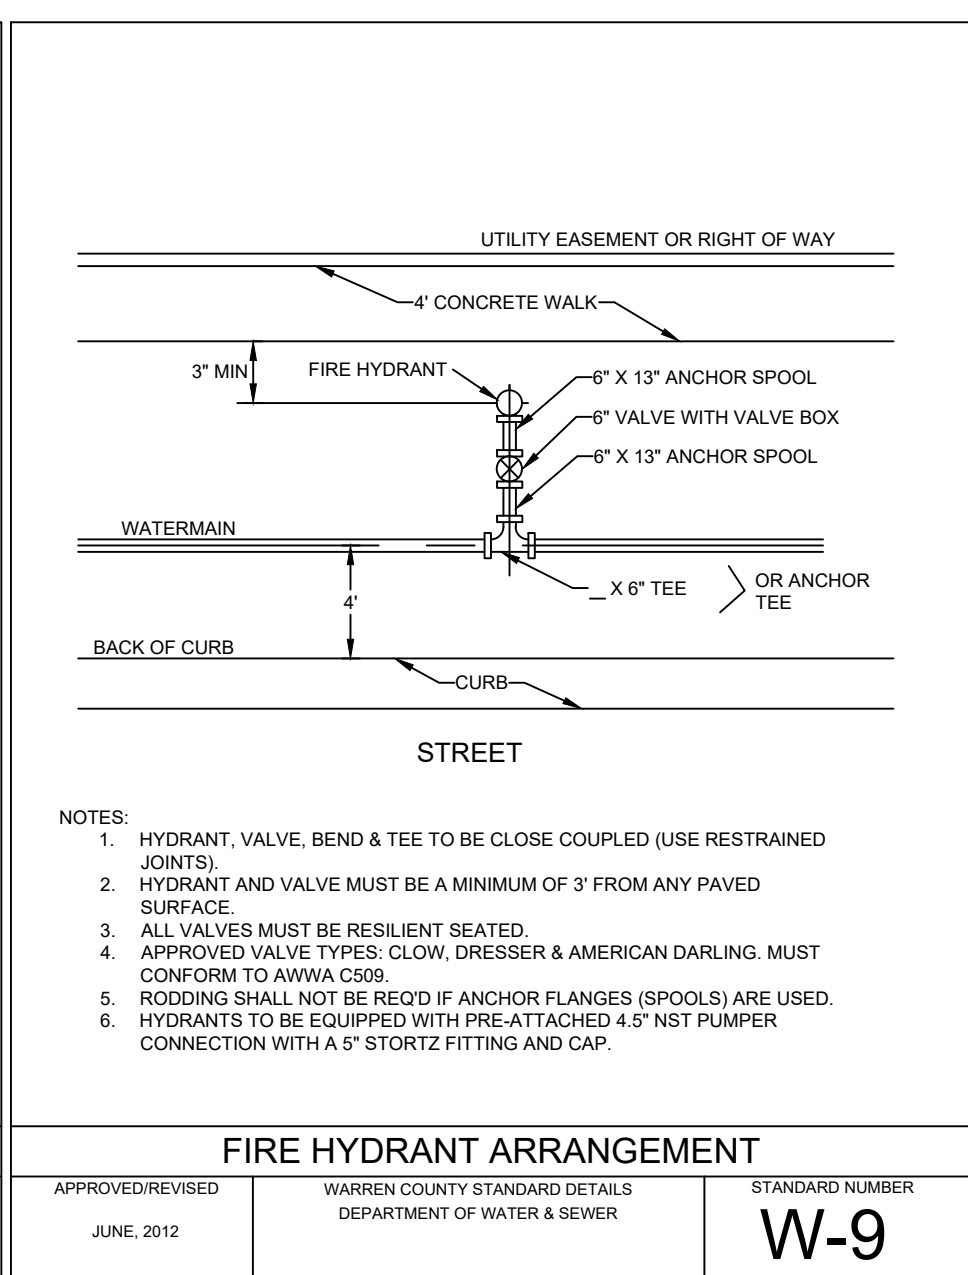 UTILITY EASEMENT OR RIGHT OF WAY
4' CONCRETE WALK
3" MIN
FIRE HYDRANT
6" X 13" ANCHOR SPOOL
6" VALVE WITH VALVE BOX
6" X 13" ANCHOR SPOOL
WATERMAIN
_ X 6" TEE
OR ANCHOR
TEE
4'
BACK OF CURB
CURB
STREET
NOTES:
1. HYDRANT, VALVE, BEND & TEE TO BE CLOSE COUPLED (USE RESTRAINED
JOINTS).
2. HYDRANT AND VALVE MUST BE A MINIMUM OF 3' FROM ANY PAVED
SURFACE.
3. ALL VALVES MUST BE RESILIENT SEATED.
4. APPROVED VALVE TYPES: CLOW, DRESSER & AMERICAN DARLING. MUST
CONFORM TO AWWA C509.
5. RODDING SHALL NOT BE REQ'D IF ANCHOR FLANGES (SPOOLS) ARE USED.
6. HYDRANTS TO BE EQUIPPED WITH PRE-ATTACHED 4.5" NST PUMPER
CONNECTION WITH A 5" STORTZ FITTING AND CAP.
FIRE HYDRANT ARRANGEMENT
APPROVED/REVISED
JUNE, 2012
WARREN COUNTY STANDARD DETAILS
DEPARTMENT OF WATER & SEWER
STANDARD NUMBER
W-9